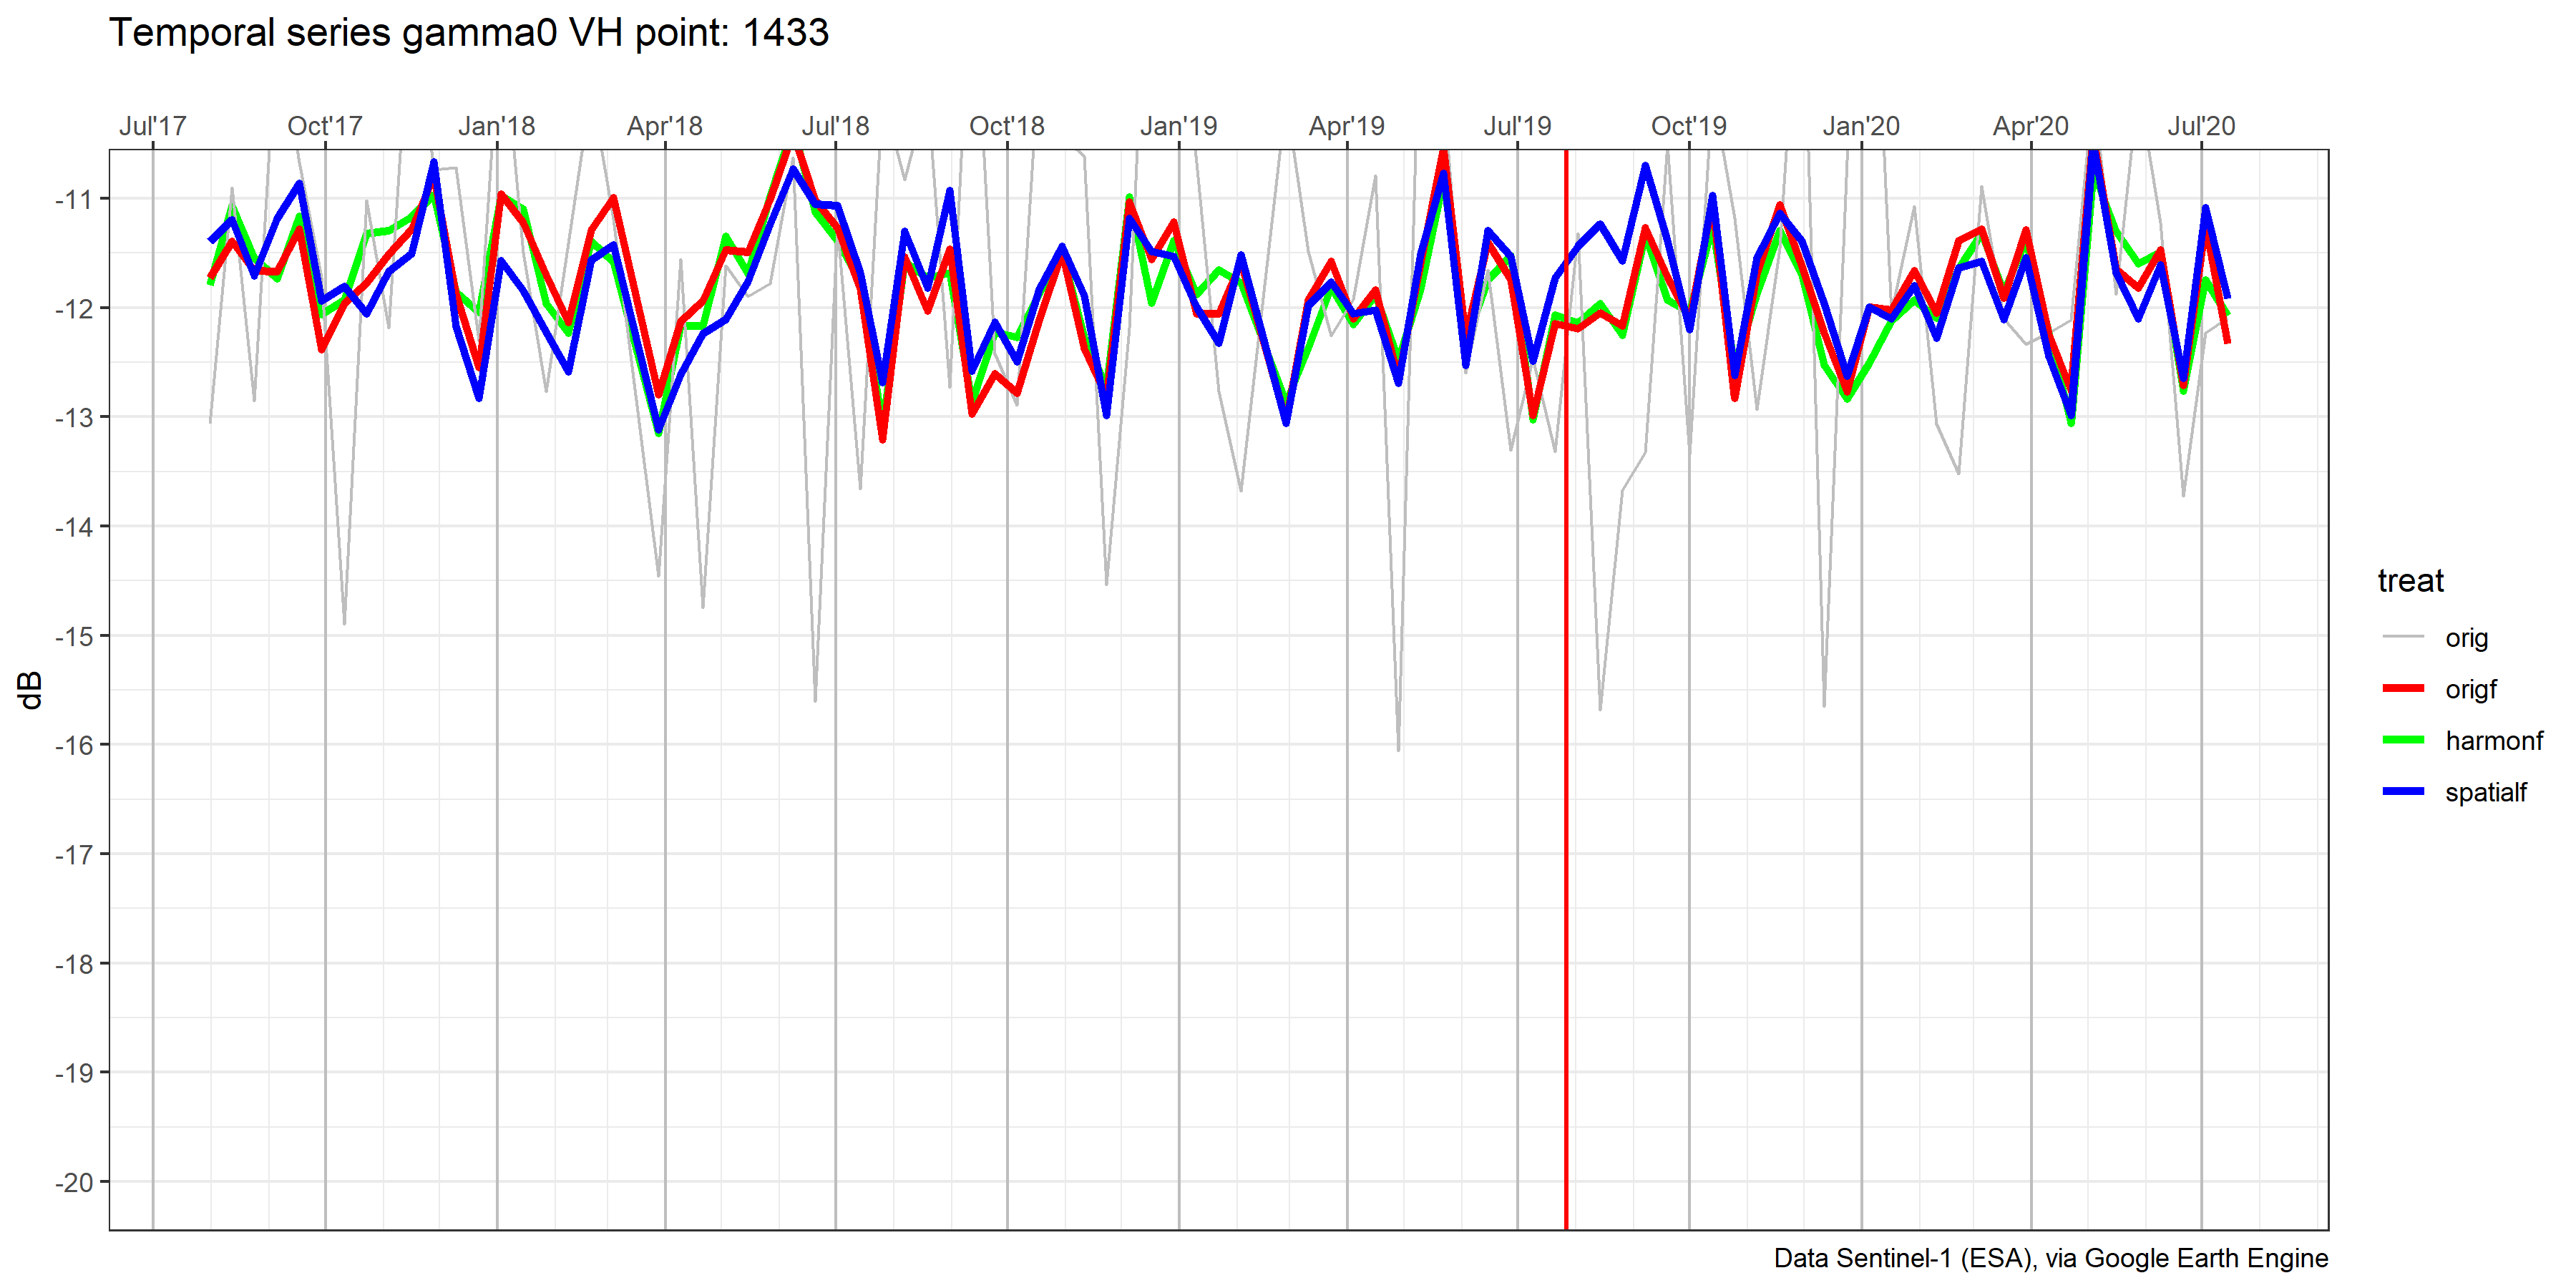 Temporal series gamma0 VH point: 1433
Jul'17 Oct'17 Jan'18 Apr'18 Jul'18 Oct'18 Jan'19 Apr'19 Jul'19 Oct'19 Jan'20 Apr'20 Jul'20
-11
-12
-13
-14
-15
-16
-17
-18
-19
-20
dB
treat
orig
origf
harmonf
spatialf
Data Sentinel-1 (ESA), via Google Earth Engine